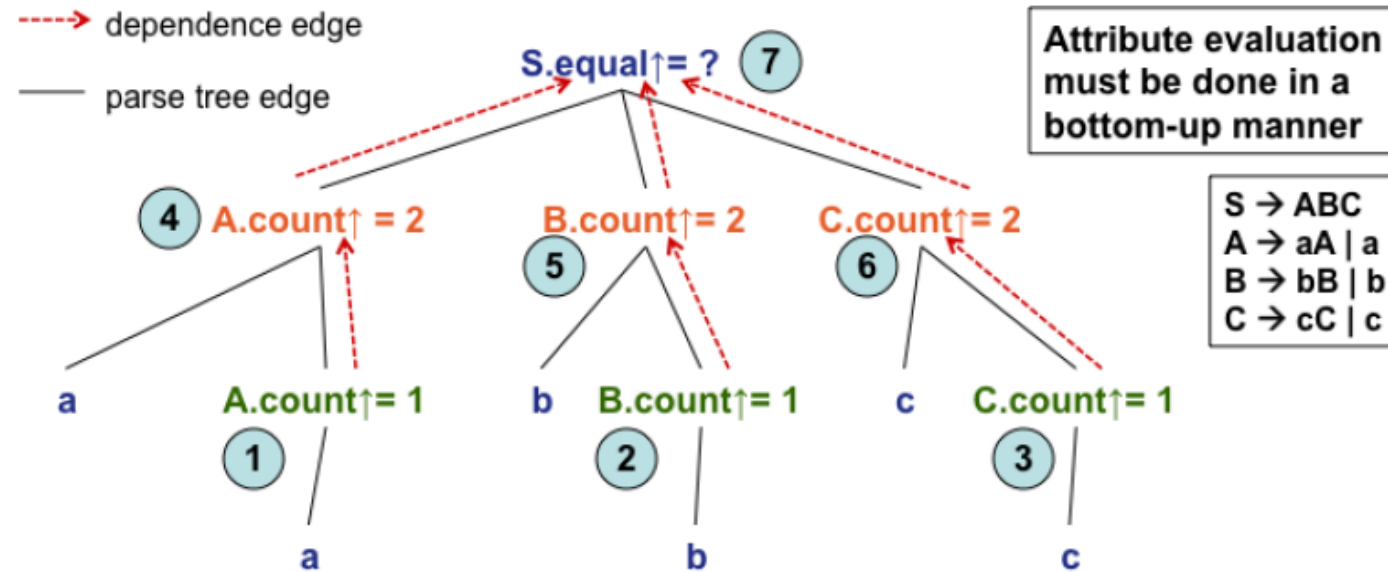 dependence edge
parse tree edge
S.equal↑= ? 7
Attribute evaluation
must be done in a
bottom-up manner
4 A.count↑ = 2 B.count↑= 2 C.count↑= 2
5 6
S → ABC
A → aA | a
B → bB | b
C → cC | c
a A.count↑= 1 b B.count↑= 1 c C.count↑= 1
1 2 3
a b c